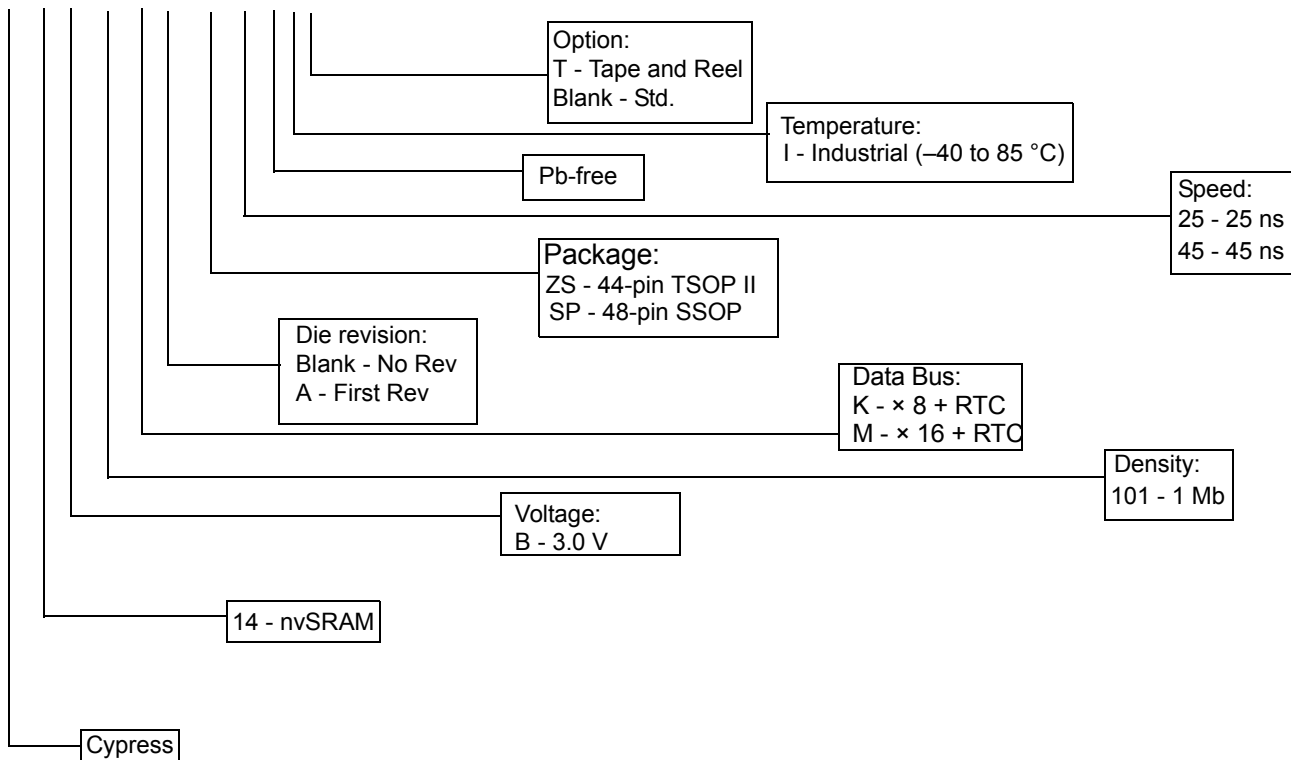 Option:
T - Tape and Reel
Blank - Std.
Temperature:
I - Industrial (–40 to 85 °C)
Pb-free
Speed:
25 - 25 ns
45 - 45 ns
Package:
ZS - 44-pin TSOP II
SP - 48-pin SSOP
Die revision:
Blank - No Rev
A - First Rev
Data Bus:
K - × 8 + RTC
M - × 16 + RTC
Density:
101 - 1 Mb
Voltage:
B - 3.0 V
14 - nvSRAM
Cypress